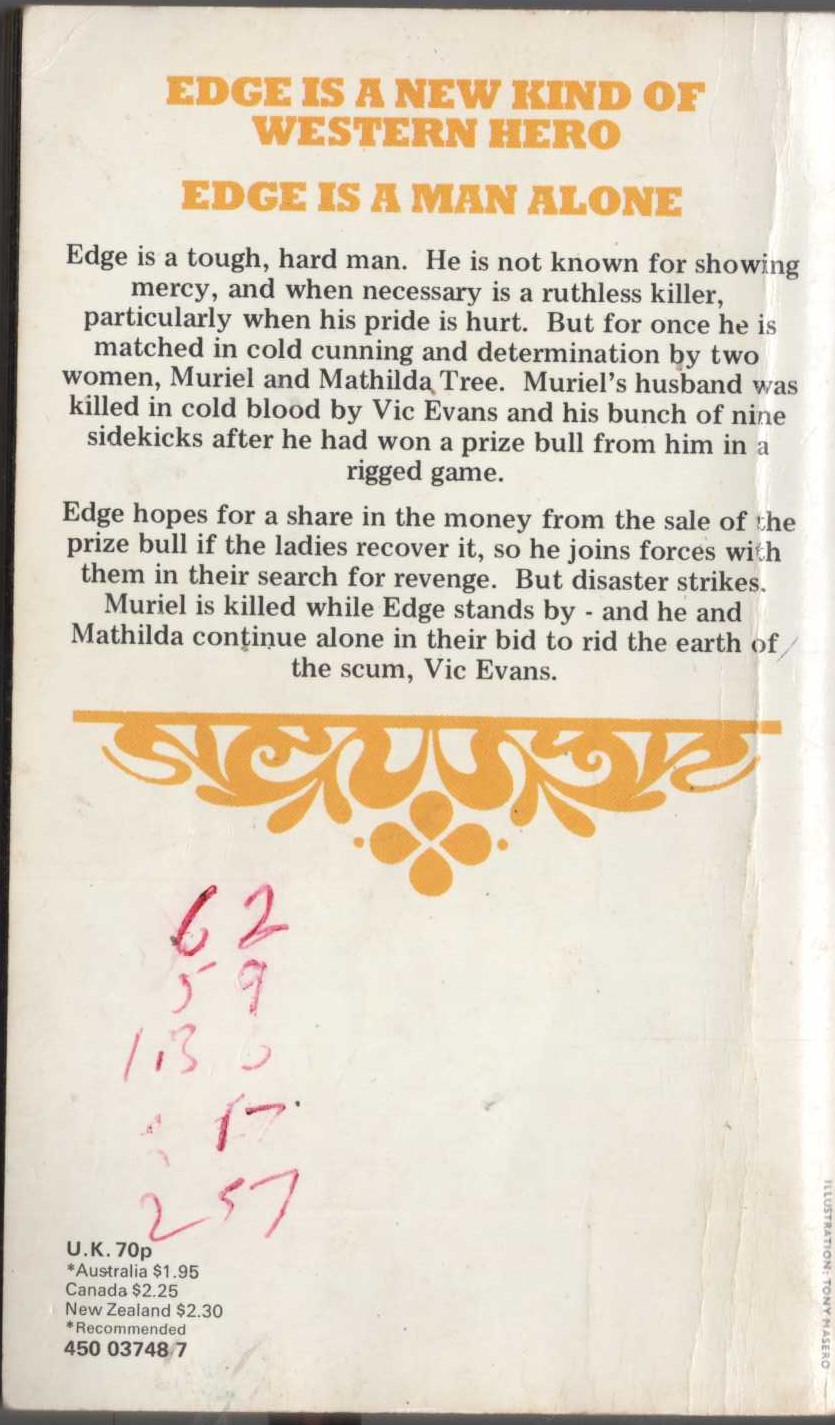 EDGE IS A NEW KIND OF
WESTERN HERO
EDGE IS A MAN ALONE
Edge is a tough, hard man. He is not known for showing
mercy, and when necessary is a ruthless killer,
particularly when his pride is hurt. But for once he is
matched in cold cunning and determination by two
women, Muriel and Mathilda Tree. Muriel's husband was
killed in cold blood by Vic Evans and his bunch of nine
sidekicks after he had won a prize bull from him in a
rigged game.
Edge hopes for a share in the money from the sale of the
prize bull if the ladies recover it, so he joins forces with
them in their search for revenge. But disaster strikes.
Muriel is killed while Edge stands by - and he and
Mathilda continue alone in their bid to rid the earth of
the scum, Vic Evans.
62
59
17
257
U.K. 70p
*Australia $1.95
Canada $2.25
New Zealand $2.30
*Recommended
450 03748 7
ILLUSTRATION: TONY MASERO